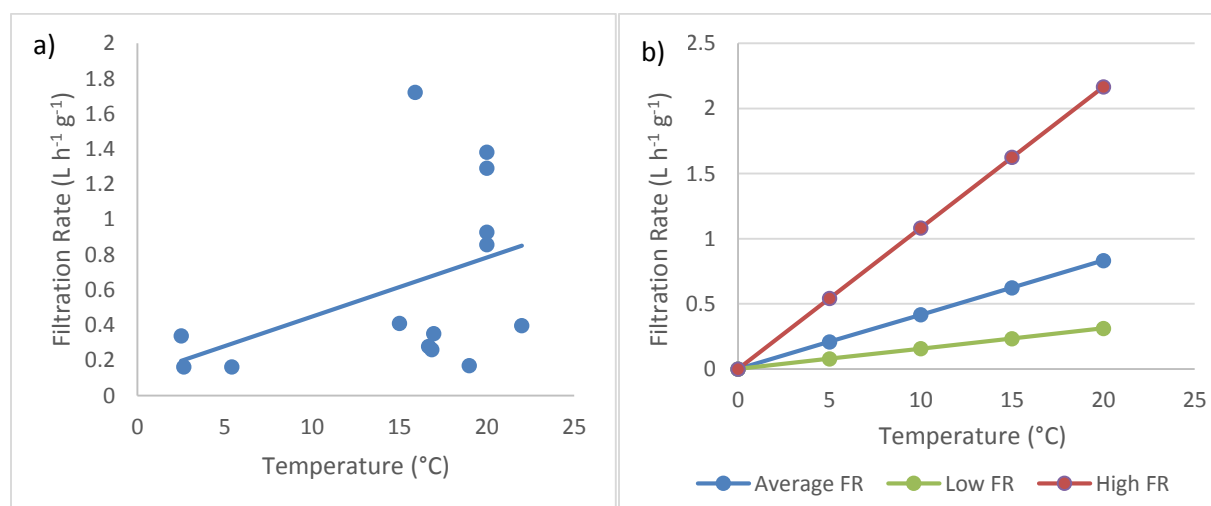 a)
Filtration Rate (L h⁻¹ g⁻¹)
2
1.8
1.6
1.4
1.2
1
0.8
0.6
0.4
0.2
0
0 5 10 15 20 25
Temperature (°C)
b)
Filtration Rate (L h⁻¹ g⁻¹)
2.5
2
1.5
1
0.5
0
0 5 10 15 20 25
Temperature (°C)
Average FR Low FR High FR